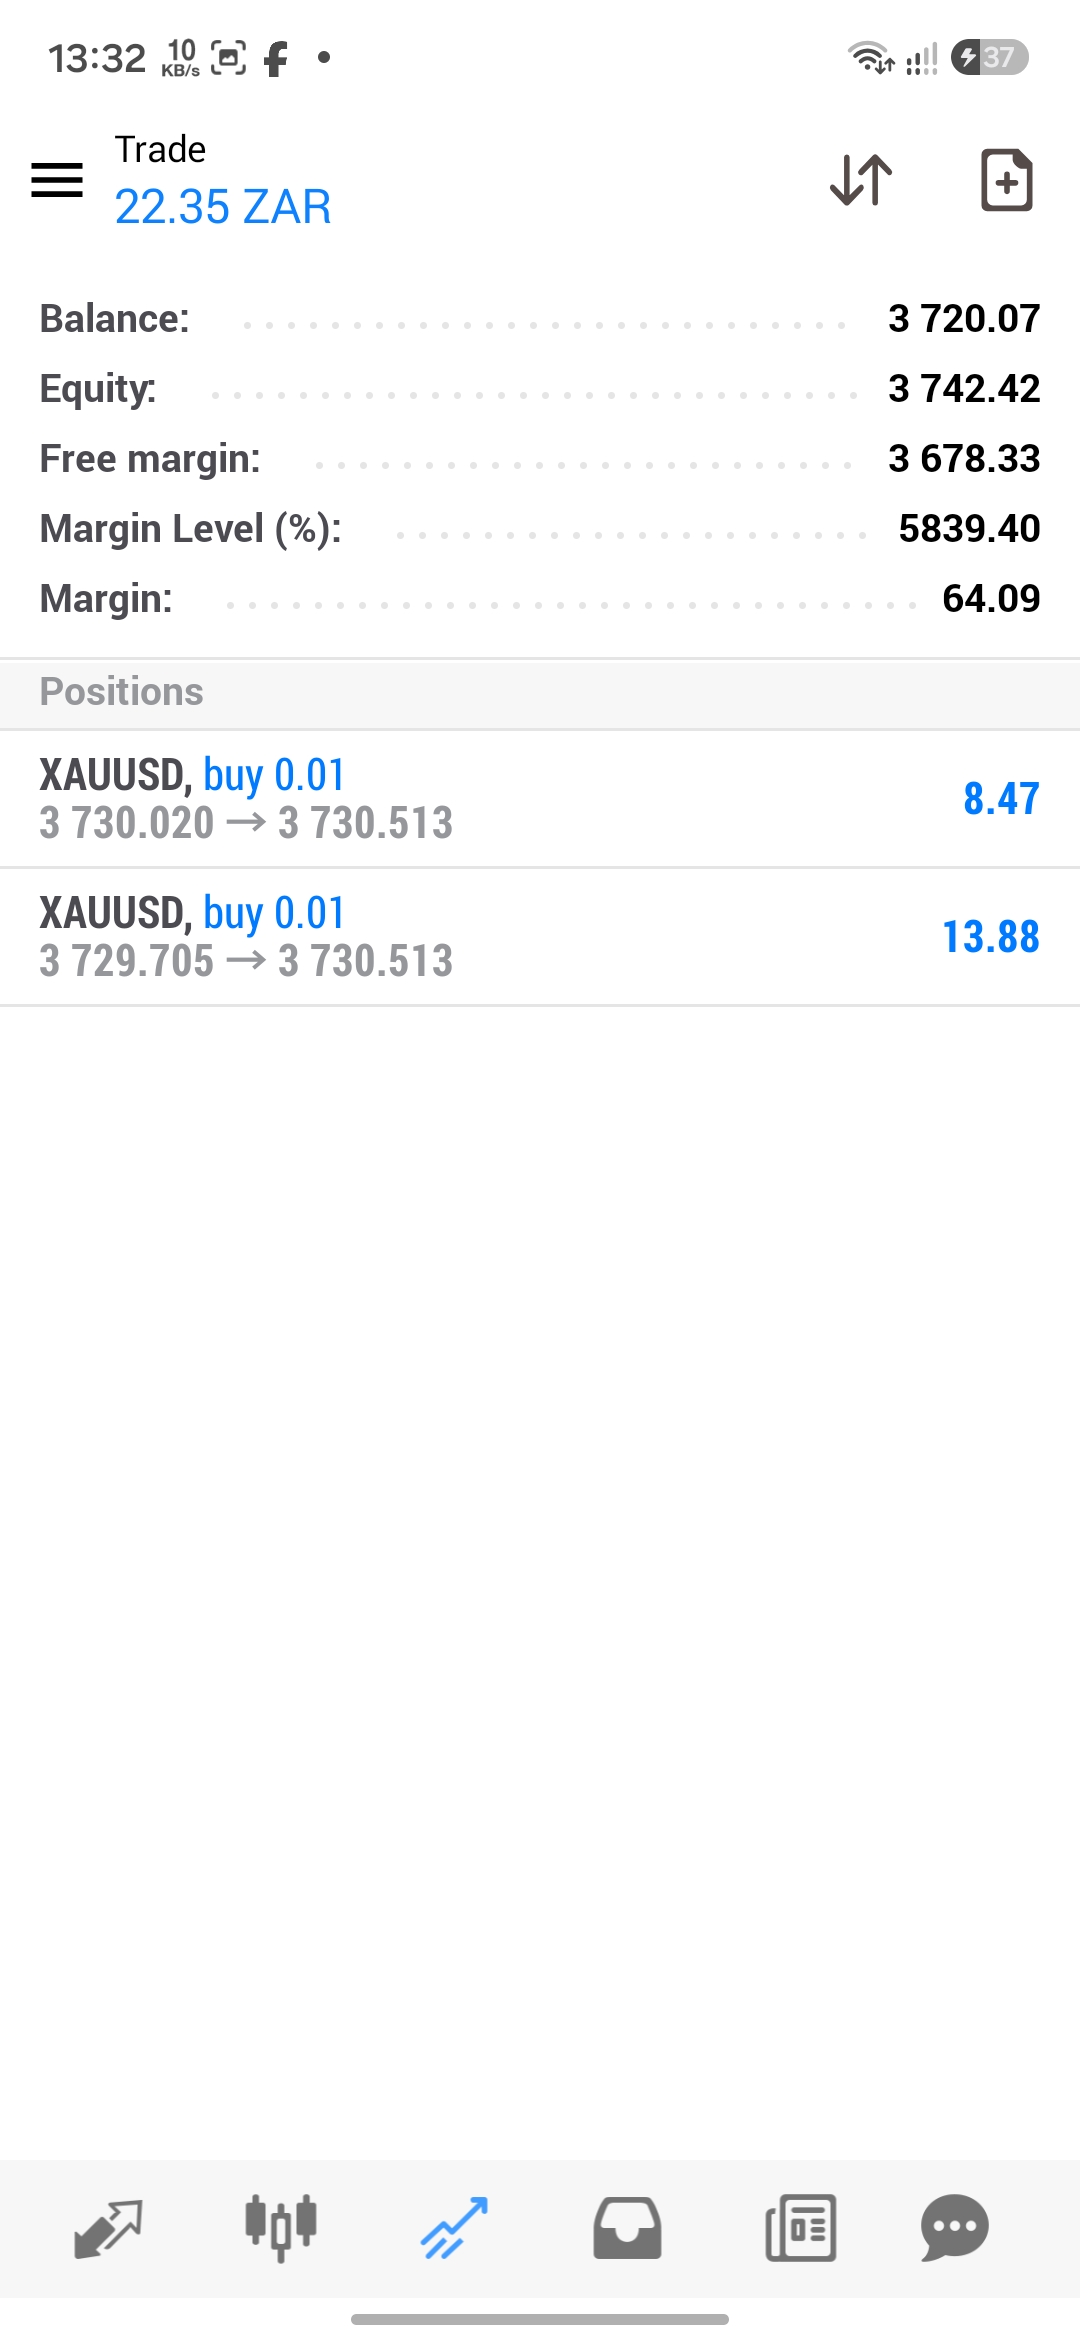 13:32 10 KB/s 37
Trade
22.35 ZAR
Balance: 3 720.07
Equity: 3 742.42
Free margin: 3 678.33
Margin Level (%): 5839.40
Margin: 64.09
Positions
XAUUSD, buy 0.01
3 730.020 → 3 730.513 8.47
XAUUSD, buy 0.01
3 729.705 → 3 730.513 13.88